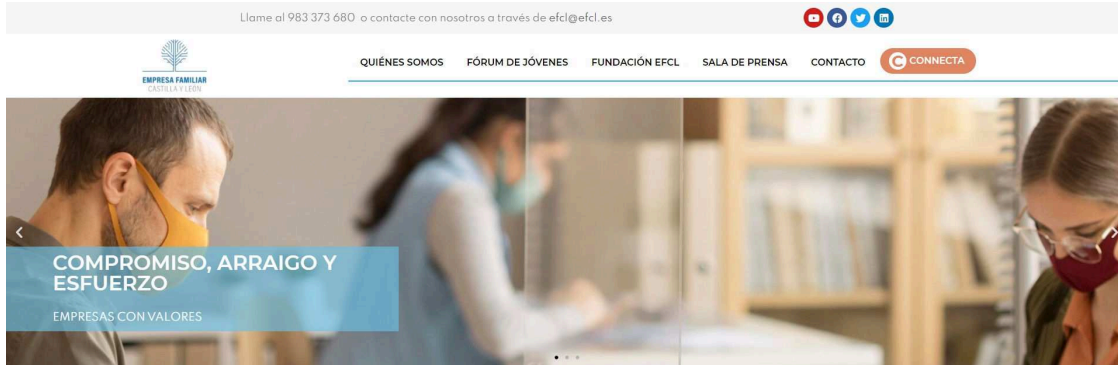 Llame al 983 373 680 o contacte con nosotros a través de efcl@efcl.es
EMPRESA FAMILIAR
CASTILLA Y LEÓN
QUIÉNES SOMOS FÓRUM DE JÓVENES FUNDACIÓN EFCL SALA DE PRENSA CONTACTO CONNECTA
COMPROMISO, ARRAIGO Y
ESFUERZO
EMPRESAS CON VALORES